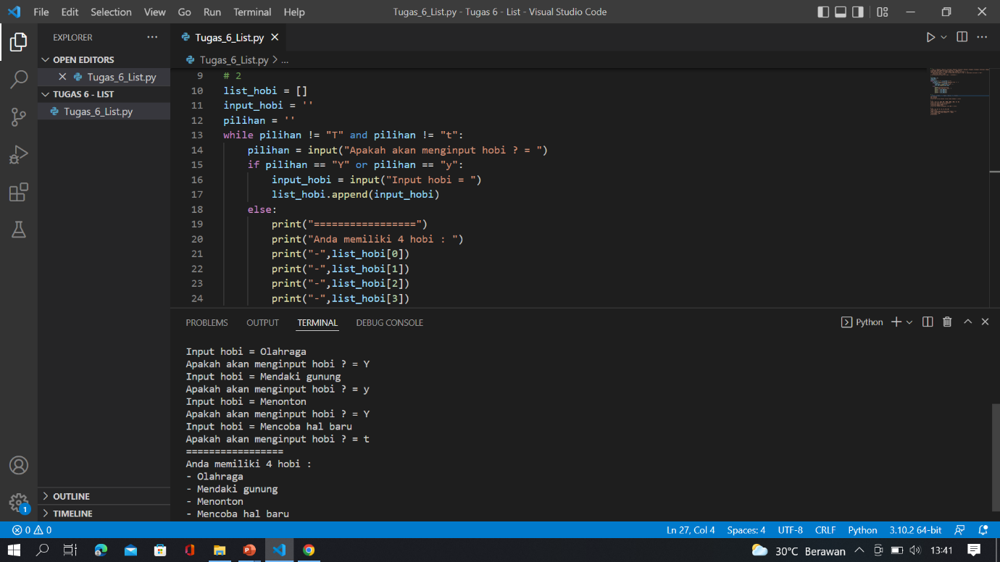 File Edit Selection View Go Run Terminal Help Tugas_6_List.py - Tugas 6 - List - Visual Studio Code
EXPLORER
OPEN EDITORS
Tugas_6_List.py
TUGAS 6 - LIST
Tugas_6_List.py
OUTLINE
TIMELINE
Tugas_6_List.py
Tugas_6_List.py > ...
9 # 2
10 list_hobi = []
11 input_hobi = ''
12 pilihan = ''
13 while pilihan != "T" and pilihan != "t":
14 pilihan = input("Apakah akan menginput hobi ? = ")
15 if pilihan == "Y" or pilihan == "y":
16 input_hobi = input("Input hobi = ")
17 list_hobi.append(input_hobi)
18 else:
19 print("=================")
20 print("Anda memiliki 4 hobi : ")
21 print("-",list_hobi[0])
22 print("-",list_hobi[1])
23 print("-",list_hobi[2])
24 print("-",list_hobi[3])
PROBLEMS OUTPUT TERMINAL DEBUG CONSOLE Python
Input hobi = Olahraga
Apakah akan menginput hobi ? = Y
Input hobi = Mendaki gunung
Apakah akan menginput hobi ? = y
Input hobi = Menonton
Apakah akan menginput hobi ? = Y
Input hobi = Mencoba hal baru
Apakah akan menginput hobi ? = t
=================
Anda memiliki 4 hobi :
- Olahraga
- Mendaki gunung
- Menonton
- Mencoba hal baru
1
0 0 Ln 27, Col 4 Spaces: 4 UTF-8 CRLF Python 3.10.2 64-bit
30°C Berawan 13:41